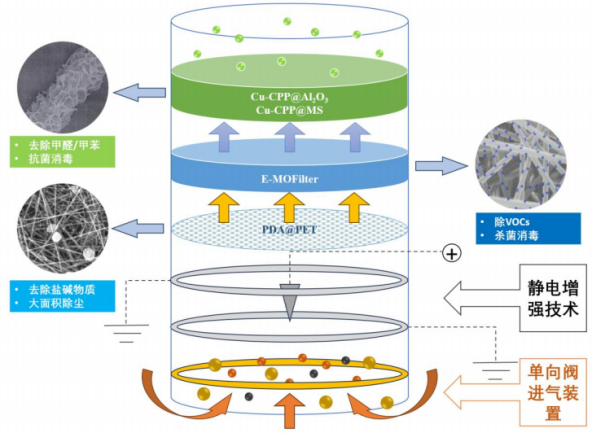 Cu-CPP@Al₂O₃
Cu-CPP@MS
• 去除甲醛/甲苯
• 抗菌消毒
E-MOFilter
• 除VOCs
• 杀菌消毒
PDA@PET
• 去除盐碱物质
• 大面积除尘
+
静电增
强技术
单向阀
进气装
置